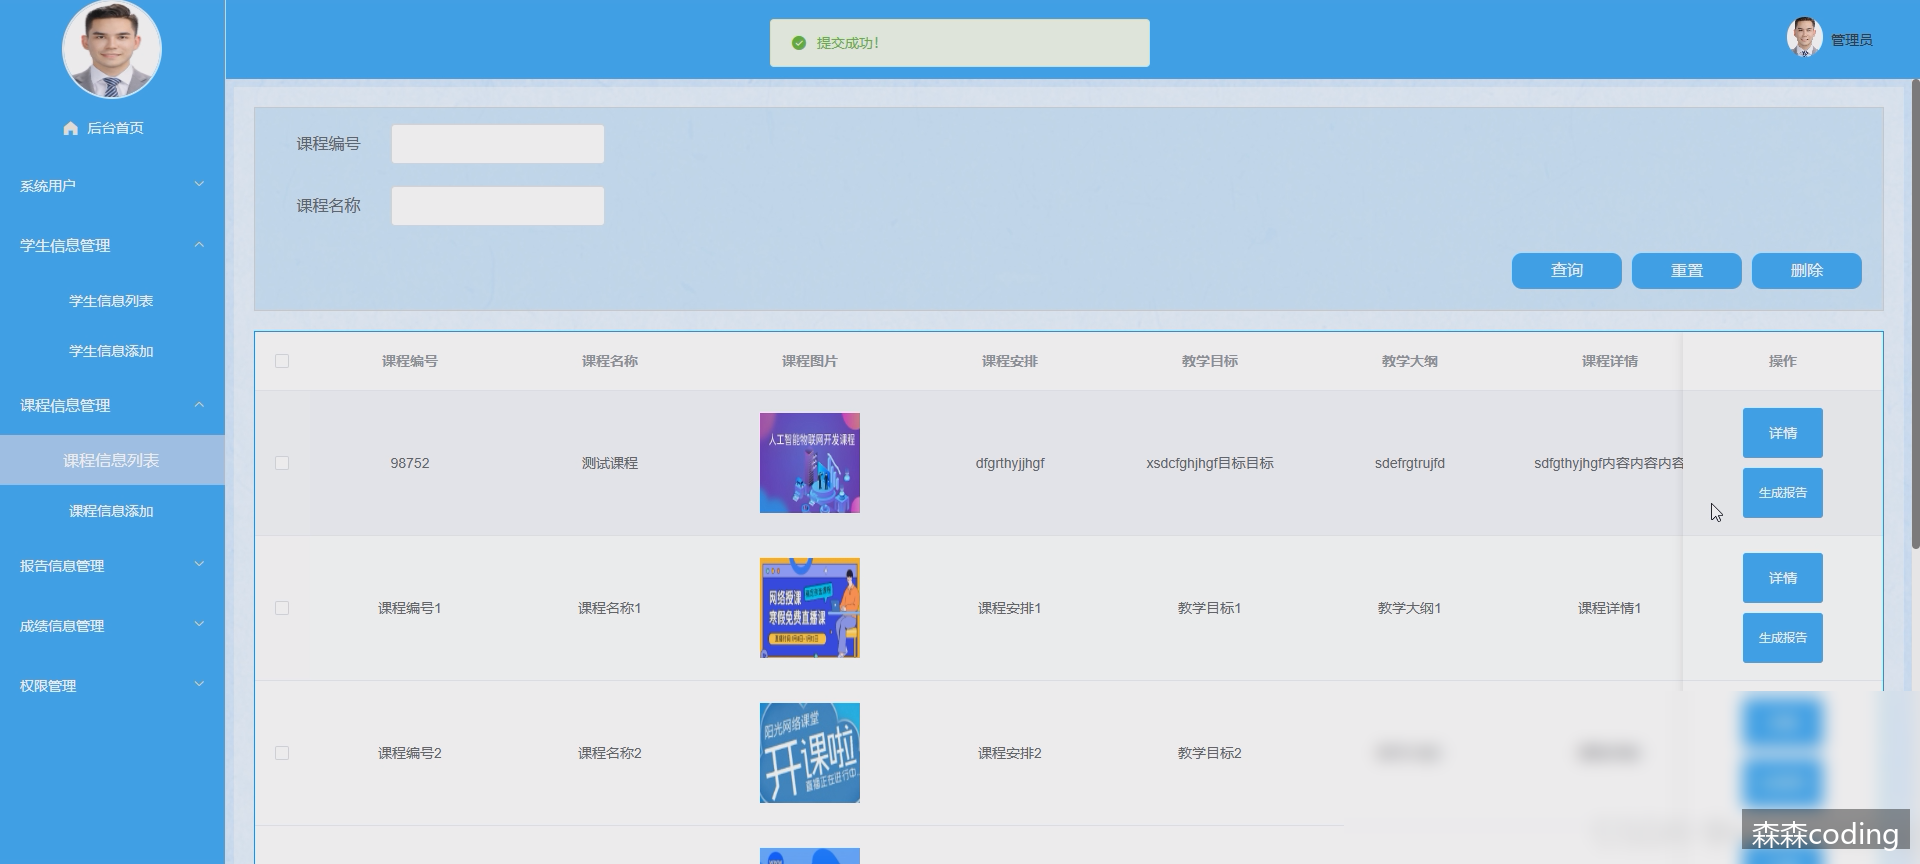 提交成功!
管理员
后台首页
系统用户
学生信息管理
学生信息列表
学生信息添加
课程信息管理
课程信息列表
课程信息添加
报告信息管理
成绩信息管理
权限管理
课程编号
课程名称
查询 重置 删除
课程编号 课程名称 课程图片 课程安排 教学目标 教学大纲 课程详情 操作
人工智能物联网开发课程
98752 测试课程 dfgrthyjjhgf xsdcfghjhgf目标目标 sdefrgtrujfd sdfgthyjhgf内容内容内容
详情
生成报告
网络授课
寒假免费直播课
课程编号1 课程名称1 课程安排1 教学目标1 教学大纲1 课程详情1
详情
生成报告
阳光网络课堂
开课啦
直播正在进行中
课程编号2 课程名称2 课程安排2 教学目标2
森森coding